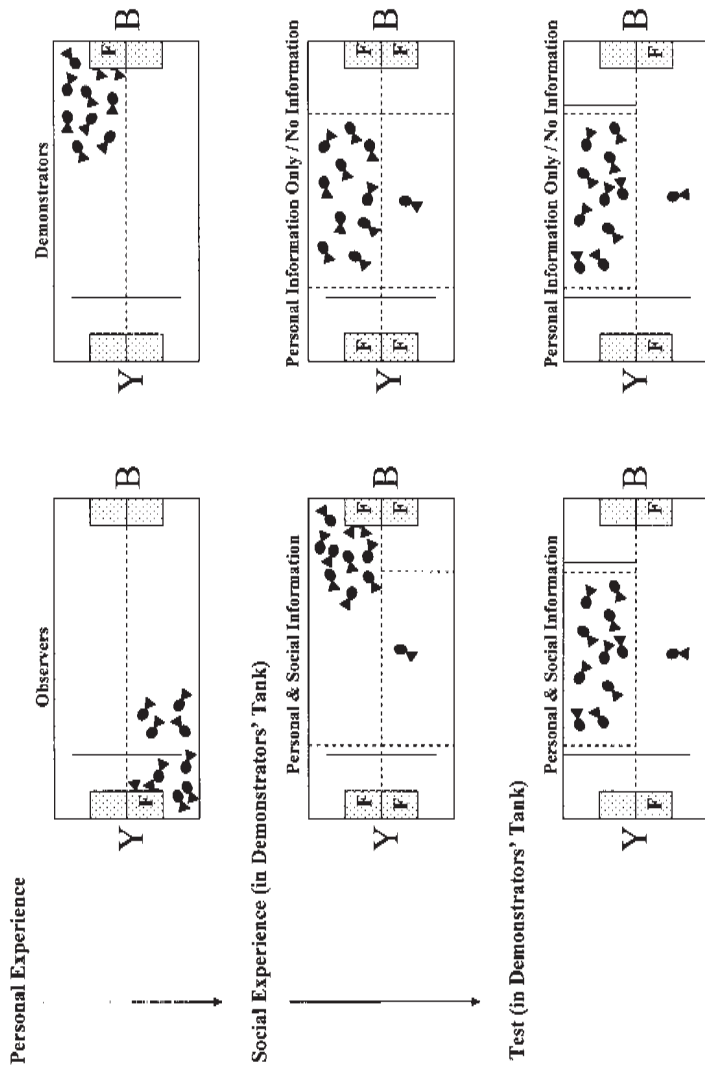 Personal Experience
Observers
Demonstrators
F
Y B Y B
F
Social Experience (in Demonstrators' Tank)
Personal & Social Information
Personal Information Only / No Information
F F F F
Y B Y B
F F F F
Test (in Demonstrators' Tank)
Personal & Social Information
Personal Information Only / No Information
Y B Y B
F F F F